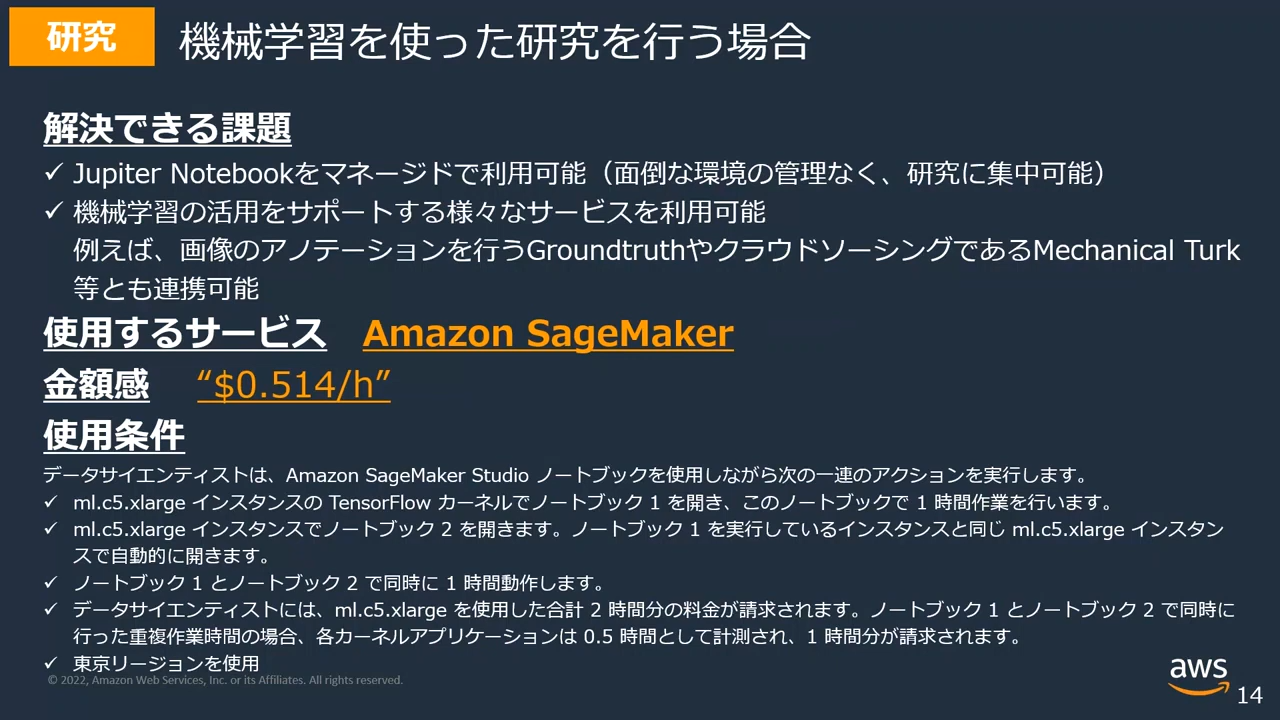 研究
機械学習を使った研究を行う場合
解決できる課題
✓ Jupiter Notebookをマネージドで利用可能（面倒な環境の管理なく、研究に集中可能）
✓ 機械学習の活用をサポートする様々なサービスを利用可能
例えば、画像のアノテーションを行うGroundtruthやクラウドソーシングであるMechanical Turk
等とも連携可能
使用するサービス Amazon SageMaker
金額感 “$0.514/h”
使用条件
データサイエンティストは、Amazon SageMaker Studio ノートブックを使用しながら次の一連のアクションを実行します。
✓ ml.c5.xlarge インスタンスの TensorFlow カーネルでノートブック 1 を開き、このノートブックで 1 時間作業を行います。
✓ ml.c5.xlarge インスタンスでノートブック 2 を開きます。ノートブック 1 を実行しているインスタンスと同じ ml.c5.xlarge インスタン
スで自動的に開きます。
✓ ノートブック 1 とノートブック 2 で同時に 1 時間動作します。
✓ データサイエンティストには、ml.c5.xlarge を使用した合計 2 時間分の料金が請求されます。ノートブック 1 とノートブック 2 で同時に
行った重複作業時間の場合、各カーネルアプリケーションは 0.5 時間として計測され、1 時間分が請求されます。
✓ 東京リージョンを使用
© 2022, Amazon Web Services, Inc. or its Affiliates. All rights reserved.
aws
14